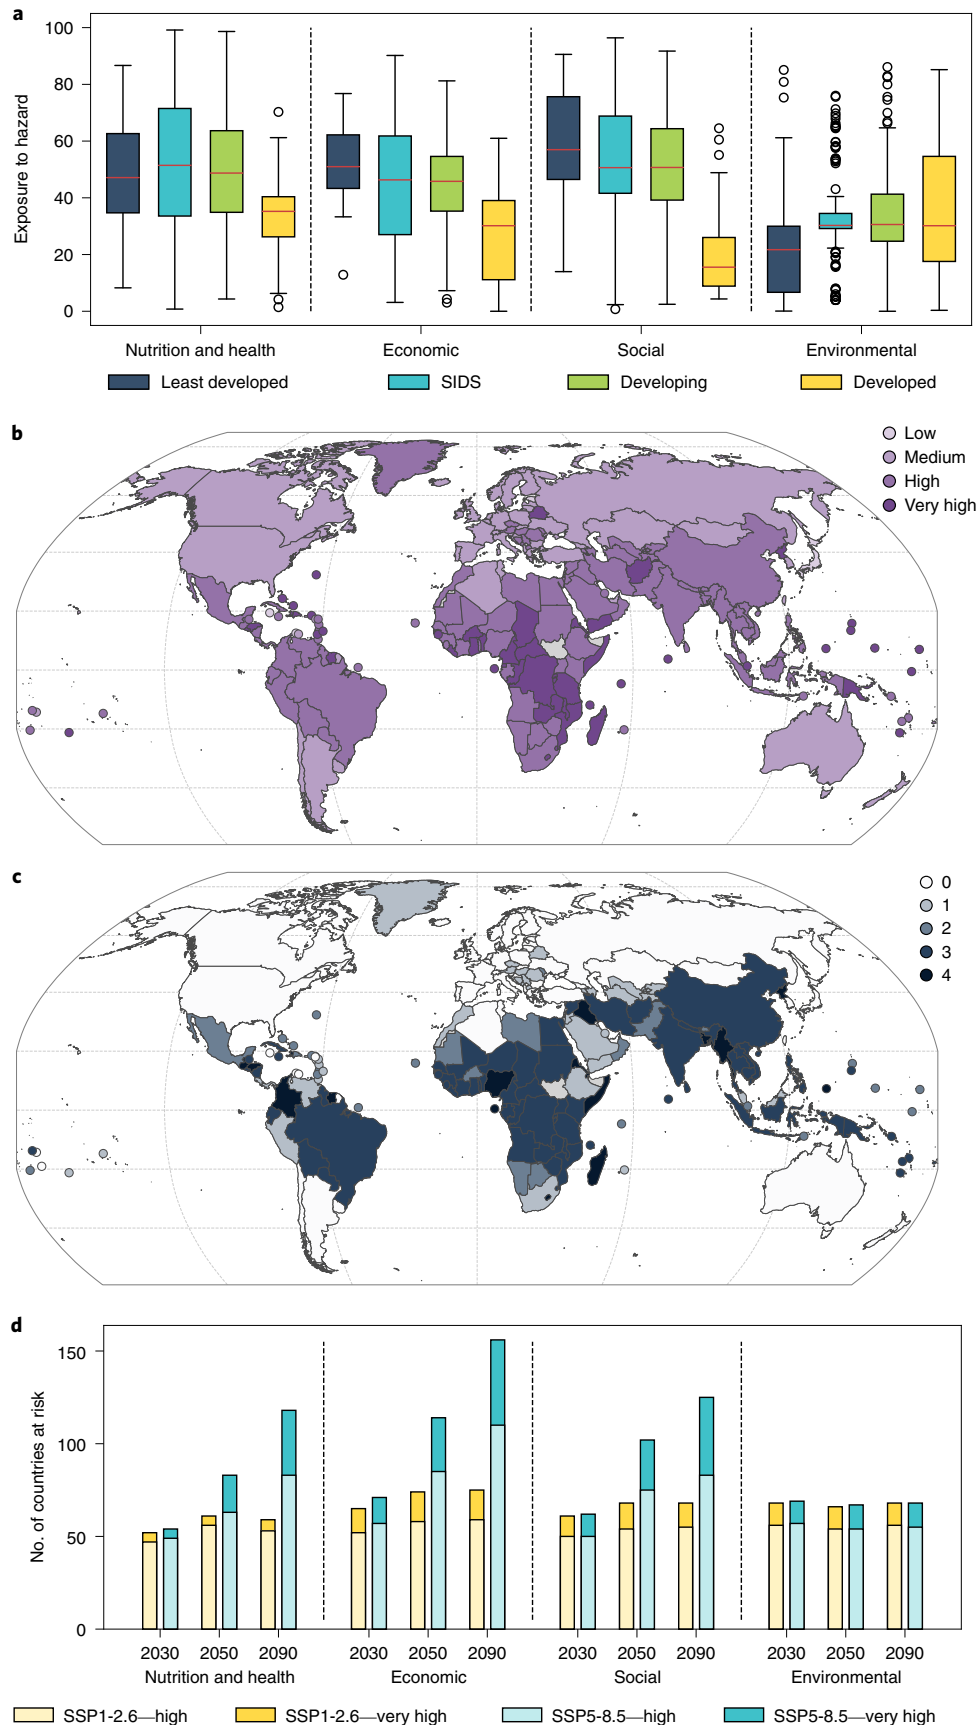 a
Exposure to hazard
100
80
60
40
20
0
Nutrition and health
Economic
Social
Environmental
Least developed
SIDS
Developing
Developed
b
Low
Medium
High
Very high
c
0
1
2
3
4
d
No. of countries at risk
150
100
50
0
2030 2050 2090 2030 2050 2090 2030 2050 2090 2030 2050 2090
Nutrition and health
Economic
Social
Environmental
SSP1-2.6—high
SSP1-2.6—very high
SSP5-8.5—high
SSP5-8.5—very high